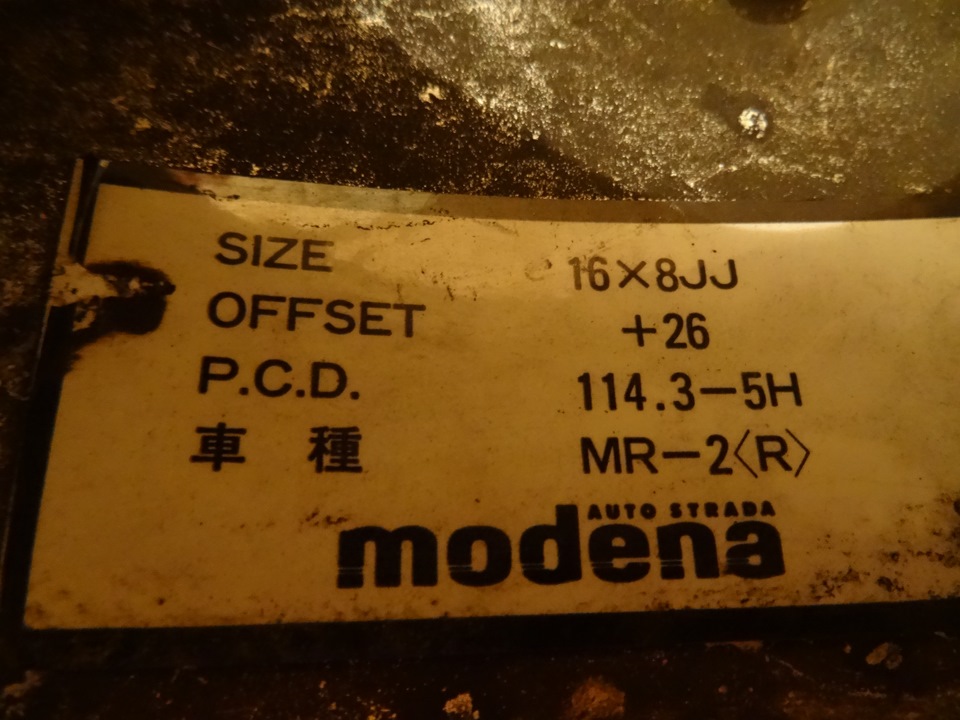 SIZE 16×8JJ
OFFSET +26
P.C.D. 114.3-5H
車種 MR-2〈R〉
AUTO STRADA
modena